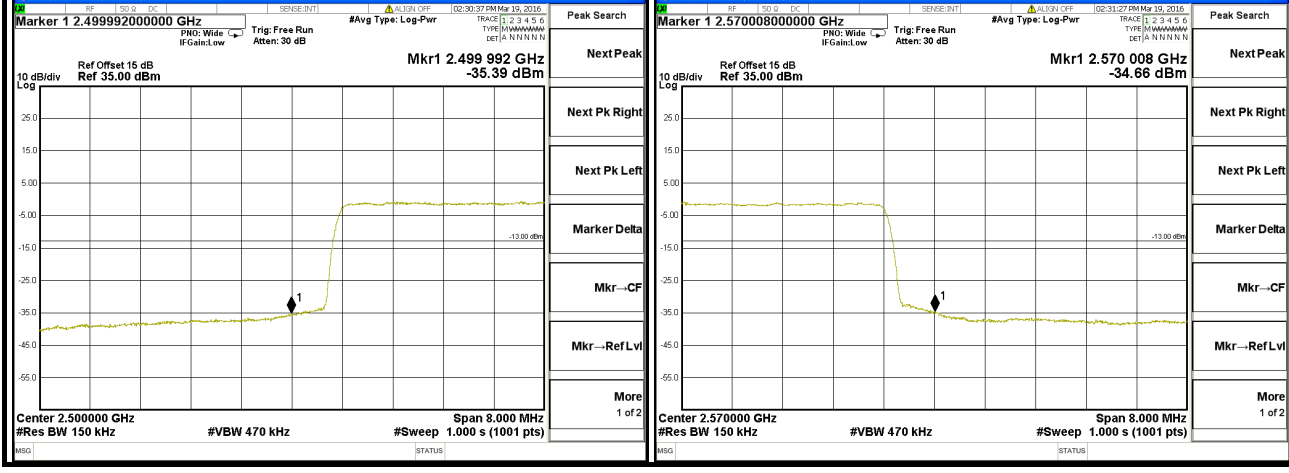 LXI RF 50 Ω DC SENSE:INT ALIGN OFF 02:30:37 PM Mar 19, 2016
Marker 1 2.499992000000 GHz
#Avg Type: Log-Pwr
TRACE 1 2 3 4 5 6
TYPE M WWWWW
DET A N N N N N
PNO: Wide
IFGain:Low
Trig: Free Run
Atten: 30 dB
Mkr1 2.499 992 GHz
-35.39 dBm
Ref Offset 15 dB
10 dB/div Ref 35.00 dBm
Log
25.0
15.0
5.00
-5.00
-13.00 dBm
-15.0
-25.0
1
-35.0
-45.0
-55.0
Center 2.500000 GHz Span 8.000 MHz
#Res BW 150 kHz #VBW 470 kHz #Sweep 1.000 s (1001 pts)
MSG STATUS
Peak Search
Next Peak
Next Pk Right
Next Pk Left
Marker Delta
Mkr→CF
Mkr→Ref Lvl
More
1 of 2
LXI RF 50 Ω DC SENSE:INT ALIGN OFF 02:31:27 PM Mar 19, 2016
Marker 1 2.570008000000 GHz
#Avg Type: Log-Pwr
TRACE 1 2 3 4 5 6
TYPE M WWWWW
DET A N N N N N
PNO: Wide
IFGain:Low
Trig: Free Run
Atten: 30 dB
Mkr1 2.570 008 GHz
-34.66 dBm
Ref Offset 15 dB
10 dB/div Ref 35.00 dBm
Log
25.0
15.0
5.00
-5.00
-13.00 dBm
-15.0
-25.0
1
-35.0
-45.0
-55.0
Center 2.570000 GHz Span 8.000 MHz
#Res BW 150 kHz #VBW 470 kHz #Sweep 1.000 s (1001 pts)
MSG STATUS
Peak Search
Next Peak
Next Pk Right
Next Pk Left
Marker Delta
Mkr→CF
Mkr→Ref Lvl
More
1 of 2